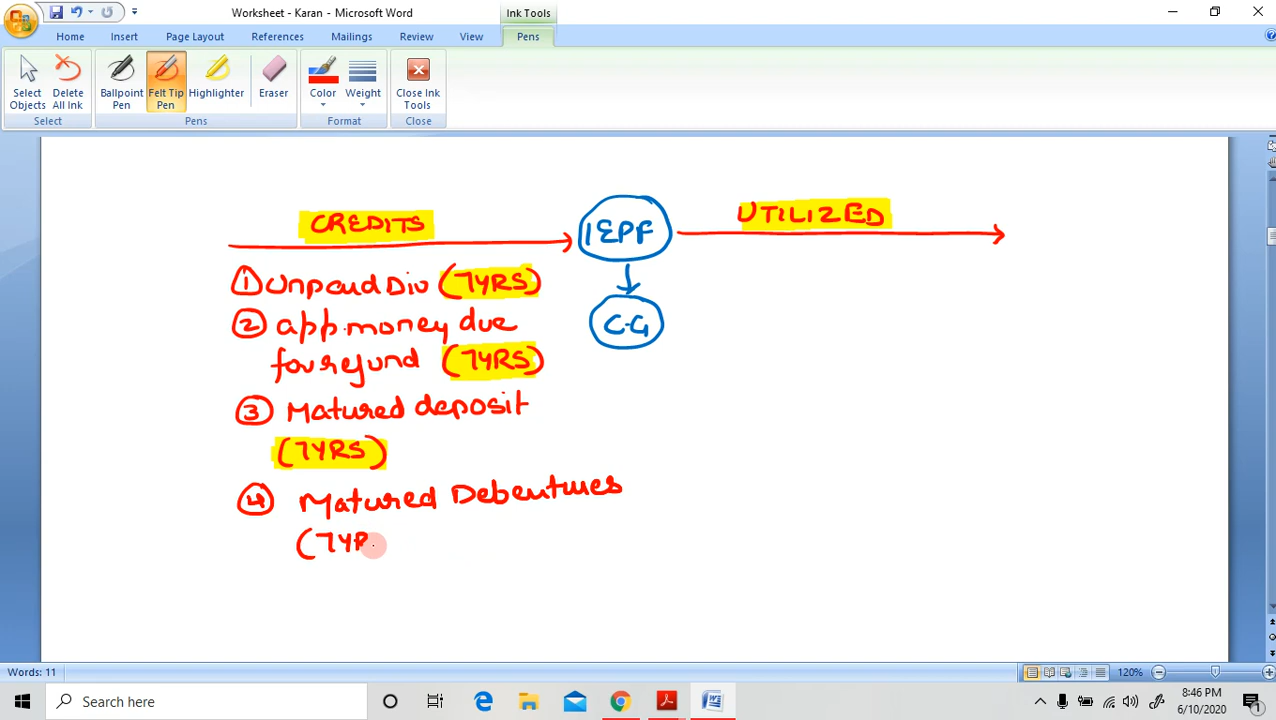 Worksheet - Karan - Microsoft Word
Ink Tools
Home Insert Page Layout References Mailings Review View Pens
Select Objects
Delete All Ink
Ballpoint Pen
Felt Tip Pen
Highlighter
Eraser
Color
Weight
Close Ink Tools
Select Pens Format Close
CREDITS
IEPF
UTILIZED
① Unpaid Div (7YRS)
② app. money due
for refund (7YRS)
C.G
③ Matured deposit
(7YRS)
④ Matured Debentures
(7YR
Words: 11
120%
Search here
8:46 PM
6/10/2020